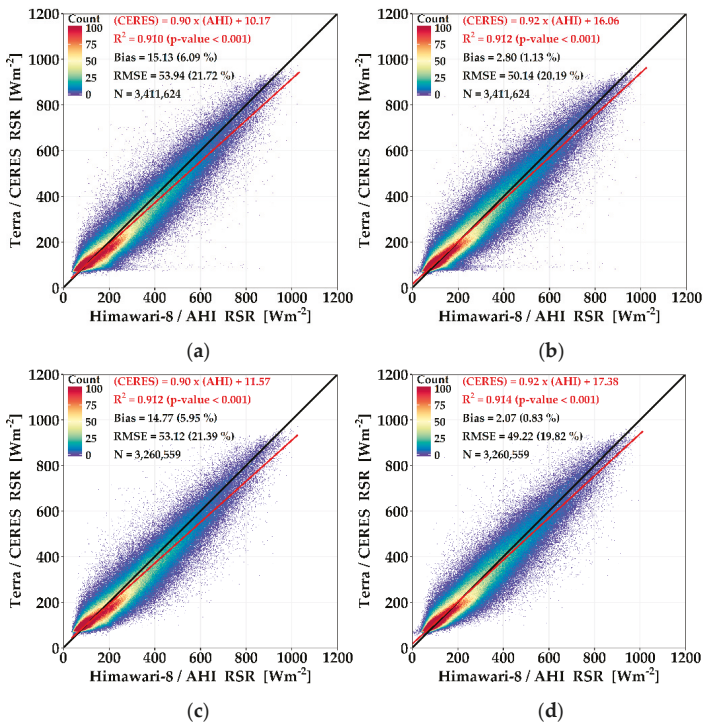 1200
1000
800
600
400
200
0
Terra / CERES RSR [Wm-2]
Count
100
75
50
25
0
(CERES) = 0.90 x (AHI) + 10.17
R2 = 0.910 (p-value < 0.001)
Bias = 15.13 (6.09 %)
RMSE = 53.94 (21.72 %)
N = 3,411,624
0 200 400 600 800 1000 1200
Himawari-8 / AHI RSR [Wm-2]
(a)
1200
1000
800
600
400
200
0
Terra / CERES RSR [Wm-2]
Count
100
75
50
25
0
(CERES) = 0.92 x (AHI) + 16.06
R2 = 0.912 (p-value < 0.001)
Bias = 2.80 (1.13 %)
RMSE = 50.14 (20.19 %)
N = 3,411,624
0 200 400 600 800 1000 1200
Himawari-8 / AHI RSR [Wm-2]
(b)
1200
1000
800
600
400
200
0
Terra / CERES RSR [Wm-2]
Count
100
75
50
25
0
(CERES) = 0.90 x (AHI) + 11.57
R2 = 0.912 (p-value < 0.001)
Bias = 14.77 (5.95 %)
RMSE = 53.12 (21.39 %)
N = 3,260,559
0 200 400 600 800 1000 1200
Himawari-8 / AHI RSR [Wm-2]
(c)
1200
1000
800
600
400
200
0
Terra / CERES RSR [Wm-2]
Count
100
75
50
25
0
(CERES) = 0.92 x (AHI) + 17.38
R2 = 0.914 (p-value < 0.001)
Bias = 2.07 (0.83 %)
RMSE = 49.22 (19.82 %)
N = 3,260,559
0 200 400 600 800 1000 1200
Himawari-8 / AHI RSR [Wm-2]
(d)